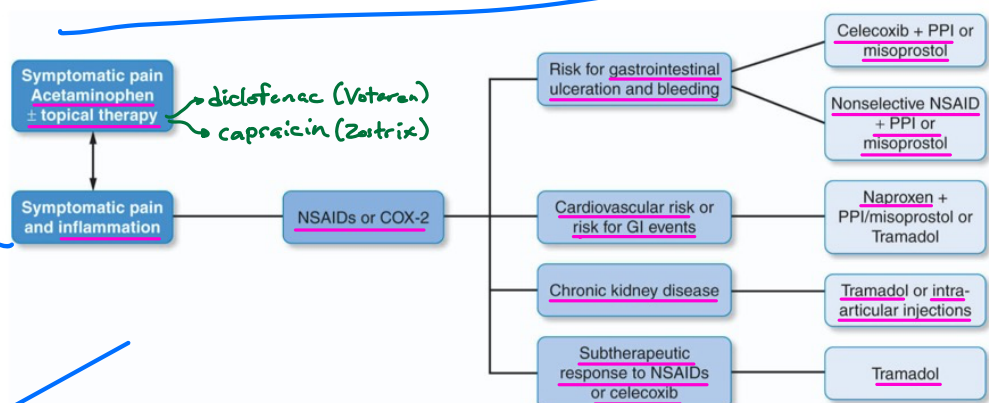 Symptomatic pain
Acetaminophen
± topical therapy
diclofenac (Votaren)
capraicin (Zostrix)
Symptomatic pain
and inflammation
NSAIDs or COX-2
Risk for gastrointestinal
ulceration and bleeding
Celecoxib + PPI or
misoprostol
Nonselective NSAID
+ PPI or
misoprostol
Cardiovascular risk or
risk for GI events
Naproxen +
PPI/misoprostol or
Tramadol
Chronic kidney disease
Tramadol or intra-
articular injections
Subtherapeutic
response to NSAIDs
or celecoxib
Tramadol